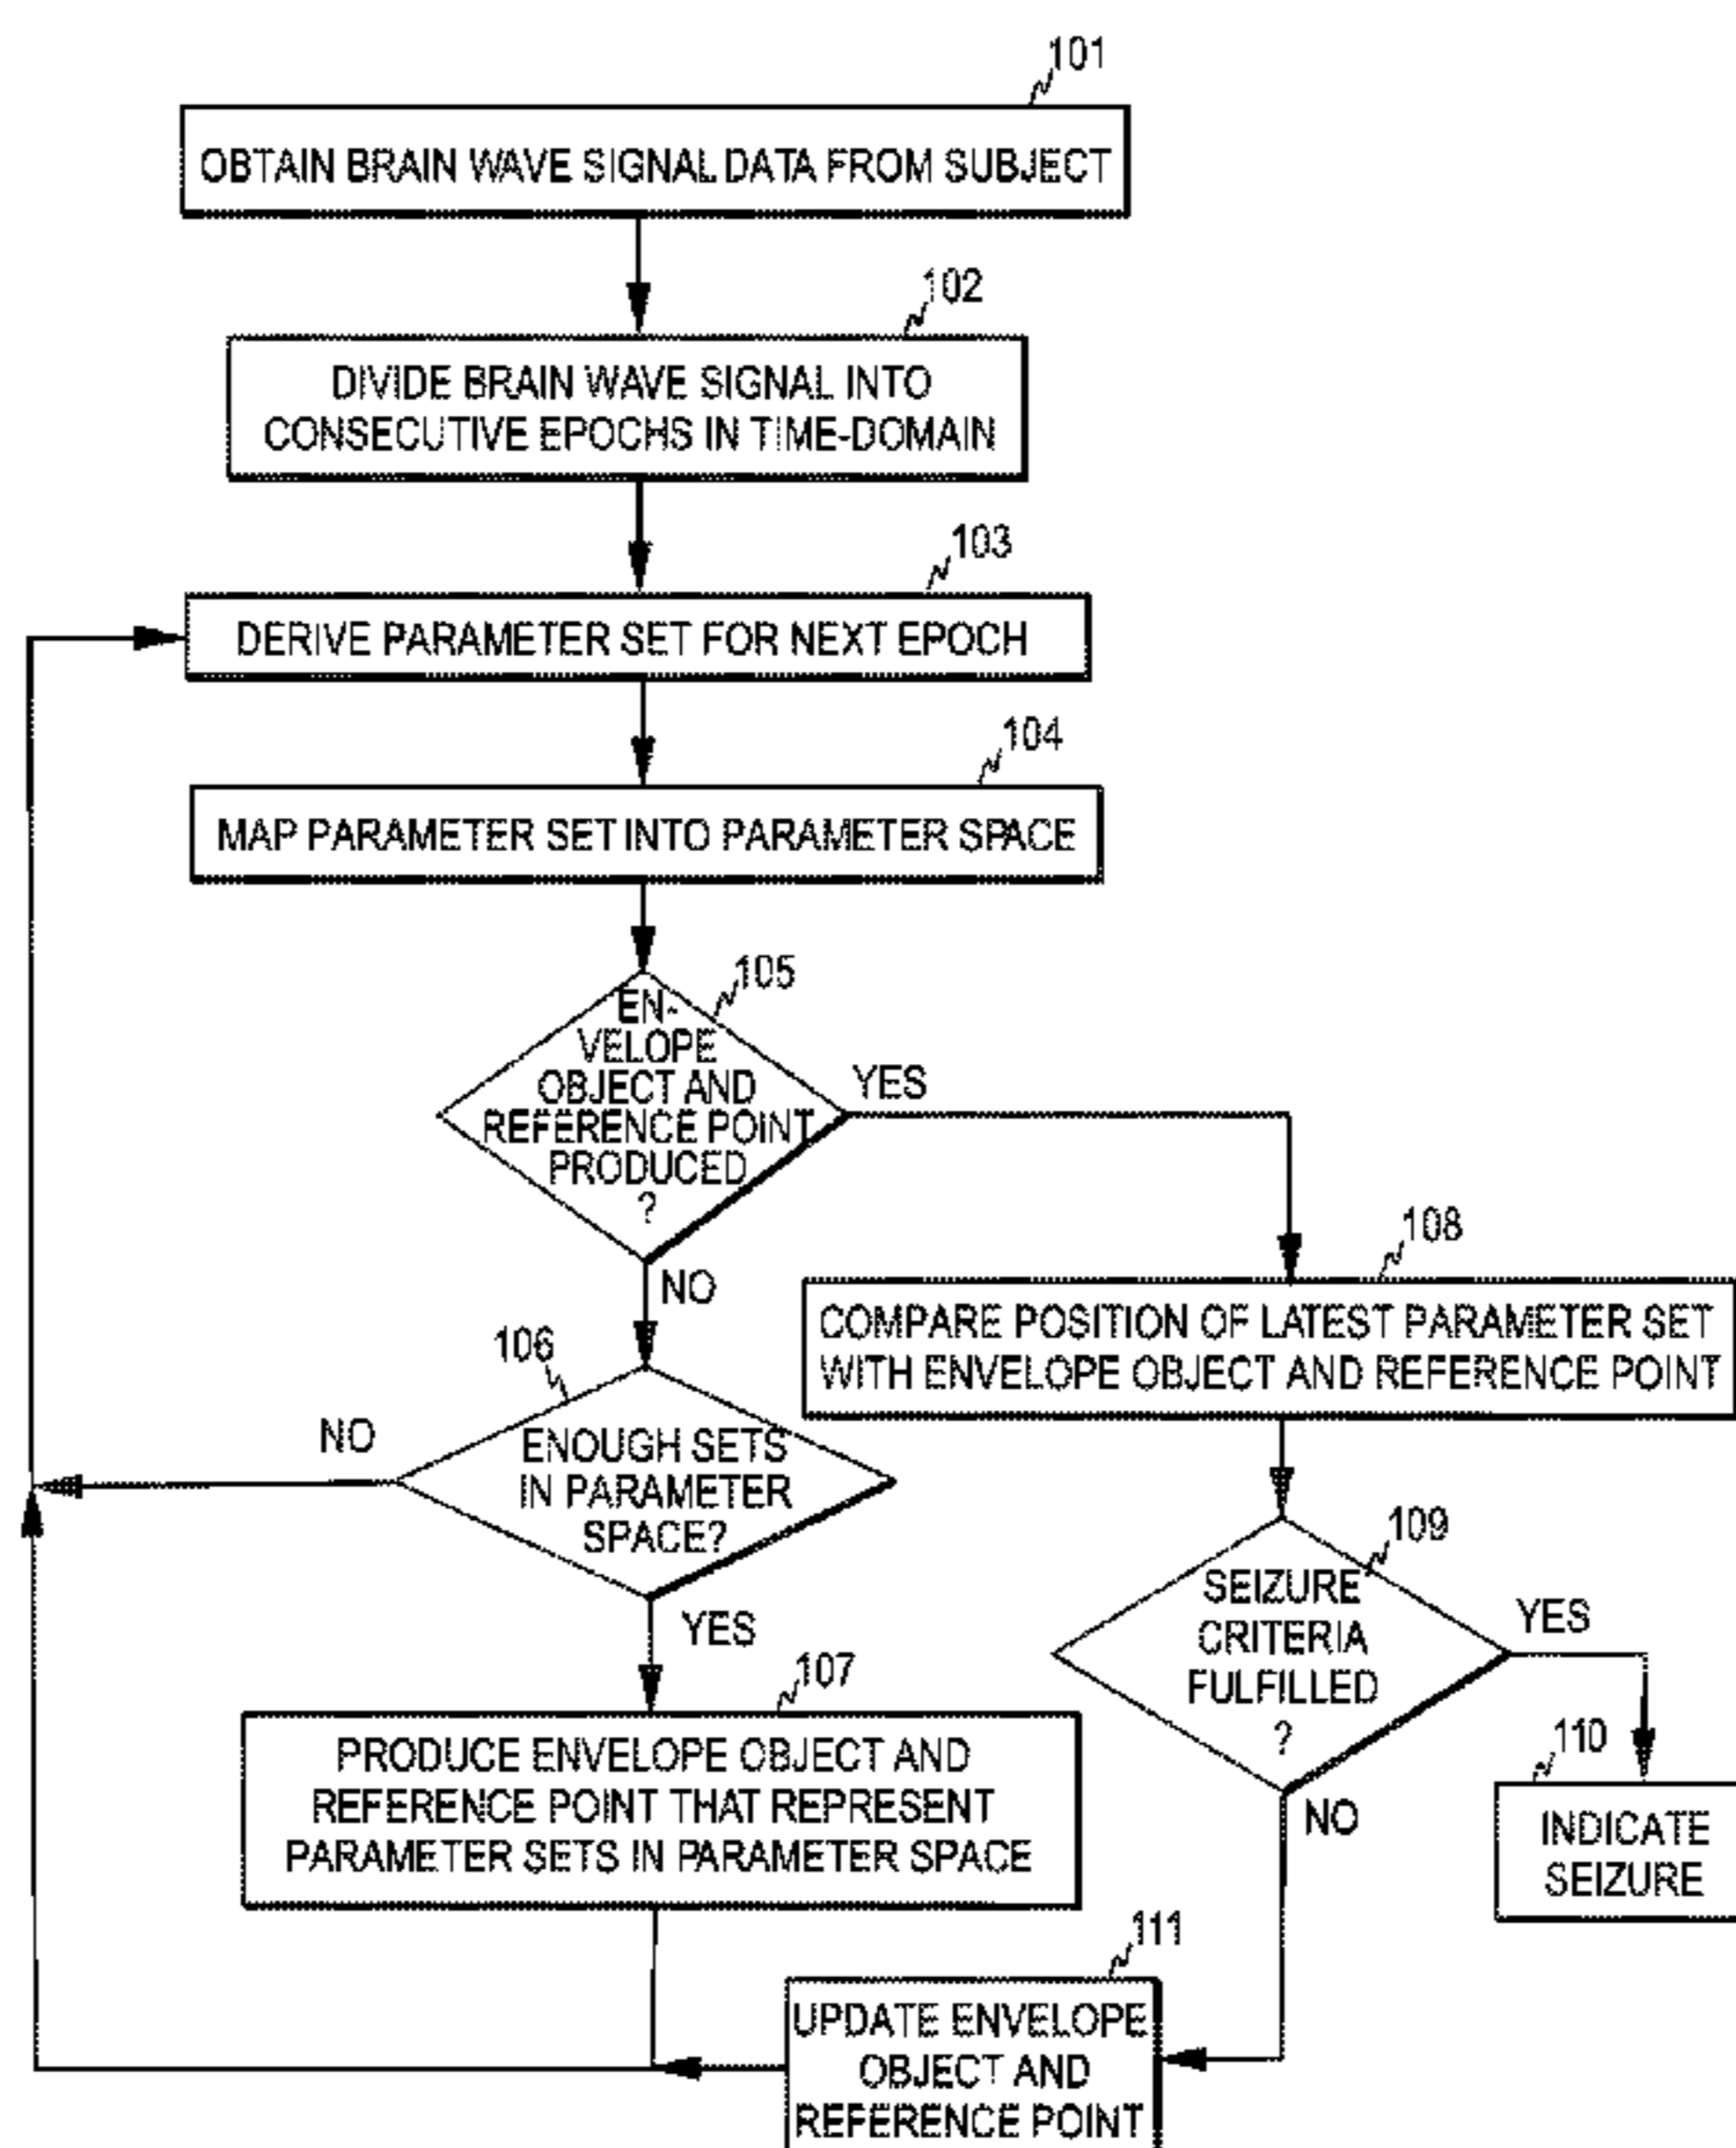 101
OBTAIN BRAIN WAVE SIGNAL DATA FROM SUBJECT
102
DIVIDE BRAIN WAVE SIGNAL INTO
CONSECUTIVE EPOCHS IN TIME-DOMAIN
103
DERIVE PARAMETER SET FOR NEXT EPOCH
104
MAP PARAMETER SET INTO PARAMETER SPACE
105
EN-
VELOPE
OBJECT AND
REFERENCE POINT
PRODUCED
?
YES
NO
108
COMPARE POSITION OF LATEST PARAMETER SET
WITH ENVELOPE OBJECT AND REFERENCE POINT
106
NO
ENOUGH SETS
IN PARAMETER
SPACE?
YES
109
SEIZURE
CRITERIA
FULFILLED
?
YES
NO
107
PRODUCE ENVELOPE OBJECT AND
REFERENCE POINT THAT REPRESENT
PARAMETER SETS IN PARAMETER SPACE
110
INDICATE
SEIZURE
111
UPDATE ENVELOPE
OBJECT AND
REFERENCE POINT